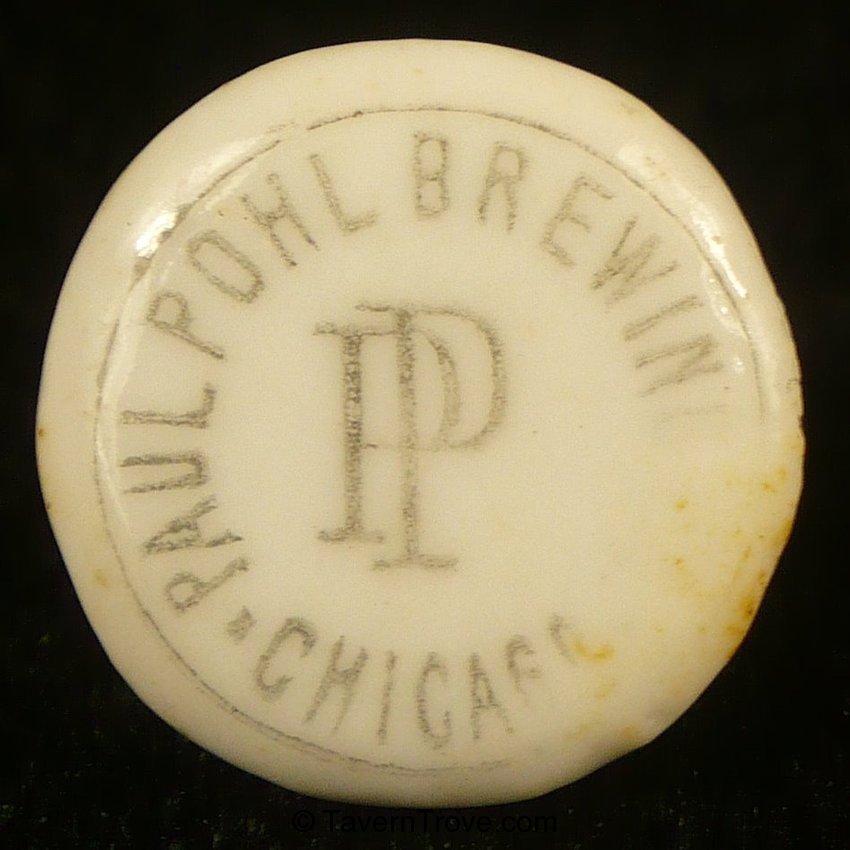 PAUL POHL BREWIN
PP
CHICAG
© TavernTrove.com